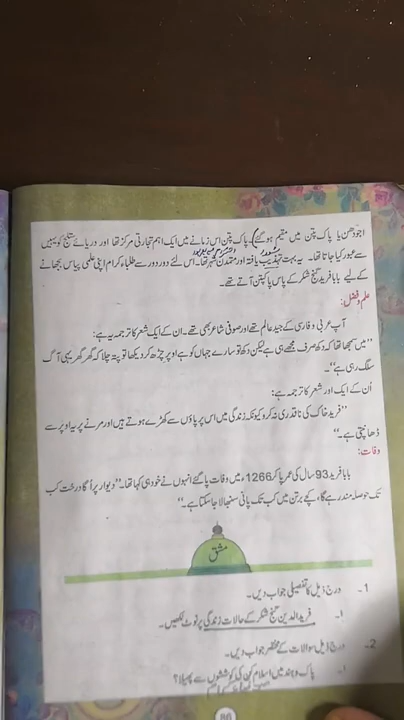 اجودھن یا پاک پتن میں مقیم ہو گئے)۔ پاک پتن اس زمانے میں ایک اہم تجارتی مرکز تھا اور دریائے ستلج کو یہیں
سے عبور کیا جاتا تھا۔ یہ بہت تہذیب یافتہ اور متمدن شہر تھا۔ اس لئے دور دور سے طلباء کرام اپنی علمی پیاس بجھانے
کے لیے بابا فرید گنج شکر کے پاس پاکپتن آتے تھے۔
علم و فضل:
آپ عربی و فارسی کے جید عالم تھے اور صوفی شاعر بھی تھے۔ ان کے ایک شعر کا ترجمہ یہ ہے:
’’میں سمجھا تھا کہ دکھ صرف مجھے ہی ہے لیکن دکھ تو سارے جہاں کو ہے اوپر چڑھ کر دیکھا تو پتہ چلا کہ گھر گھر یہی آگ
سلگ رہی ہے‘‘۔
اُن کے ایک اور شعر کا ترجمہ ہے:
’’فرید خاک کی ناقدری نہ کرو کیونکہ زندگی میں اس پر پاؤں سے کھڑے ہوتے ہیں اور مرنے پر یہ اوپر سے
ڈھانپتی ہے۔‘‘
وفات:
بابا فرید 93 سال کی عمر پا کر 1266ء میں وفات پا گئے انہوں نے خود ہی کہا تھا۔ ’’دیوار پر اُگا درخت کب
تک حوصلہ مند رہے گا، کچے برتن میں کب تک پانی سنبھالا جا سکتا ہے۔‘‘
مشق
1۔ درج ذیل کا تفصیلی جواب دیں۔
i۔ فرید الدین گنج شکر کے حالات زندگی پر نوٹ لکھیں۔
2۔ درج ذیل سوالات کے مختصر جواب دیں۔
i۔ پاک و ہند میں اسلام کن کی کوششوں سے پھیلا؟
80